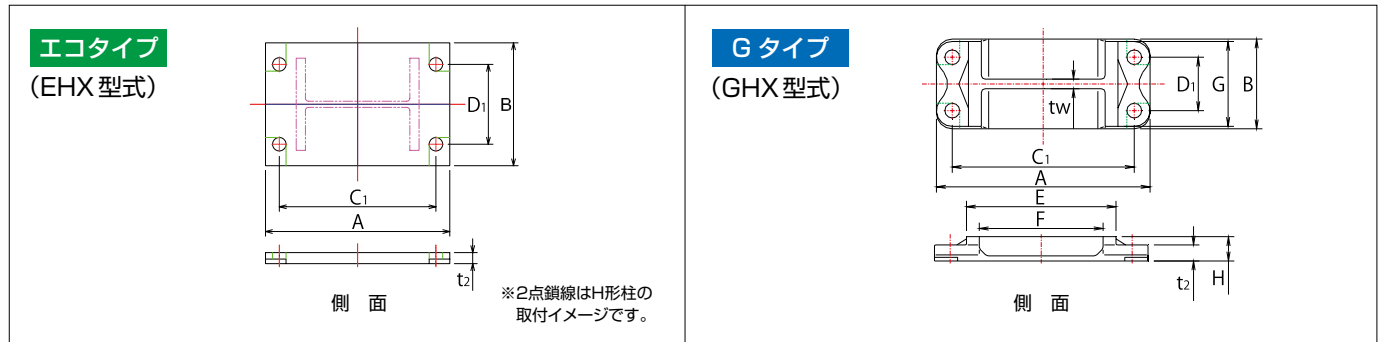 エコタイプ
(EHX型式)
D1
B
C1
A
t2
側 面
※2点鎖線はH形柱の
取付イメージです。
G タイプ
(GHX型式)
tw
D1
G
B
C1
A
E
F
t2
H
側 面